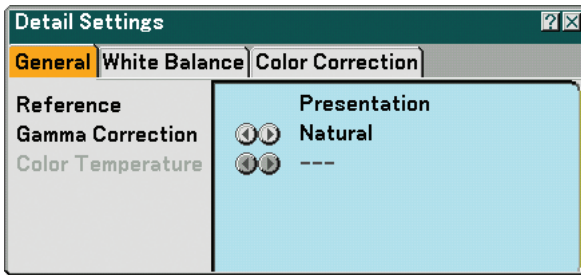 Detail Settings ?
General White Balance Color Correction
Reference Presentation
Gamma Correction Natural
Color Temperature ---